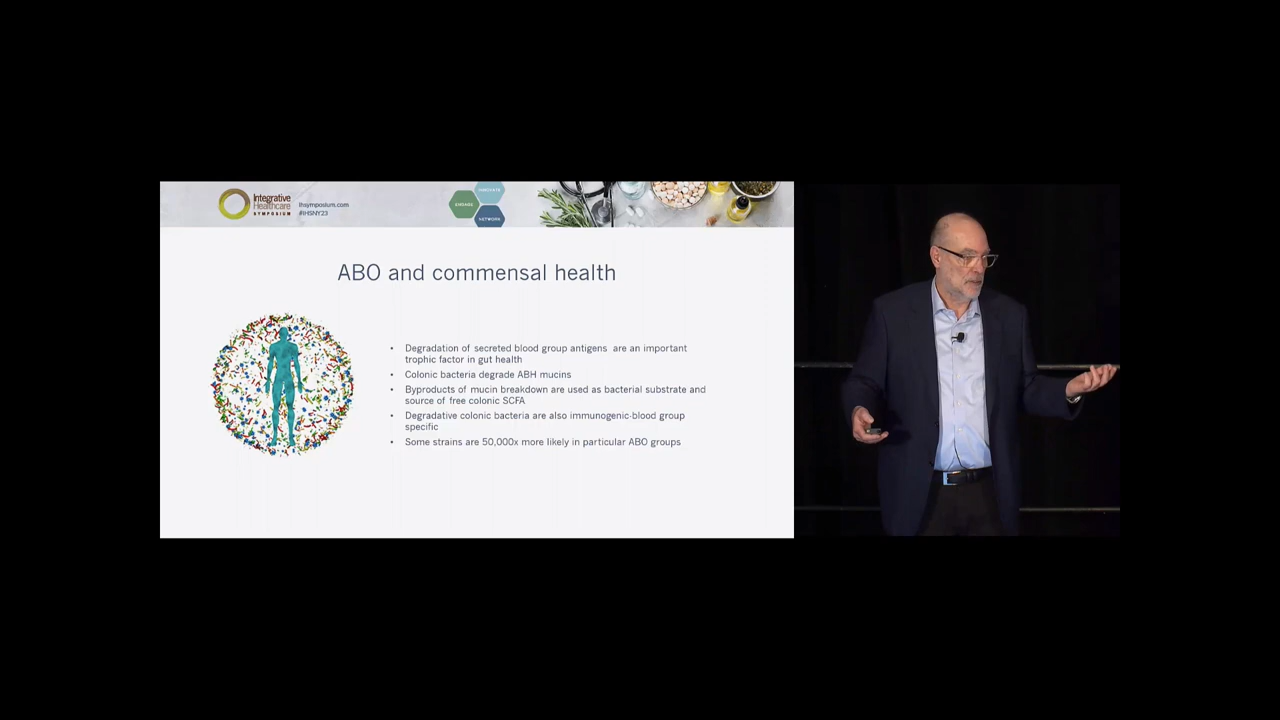 Integrative
Healthcare
SYMPOSIUM
ihsymposium.com
#IHSNY23
INNOVATE
ENGAGE
NETWORK
ABO and commensal health
• Degradation of secreted blood group antigens are an important
trophic factor in gut health
• Colonic bacteria degrade ABH mucins
• Byproducts of mucin breakdown are used as bacterial substrate and
source of free colonic SCFA
• Degradative colonic bacteria are also immunogenic-blood group
specific
• Some strains are 50,000x more likely in particular ABO groups